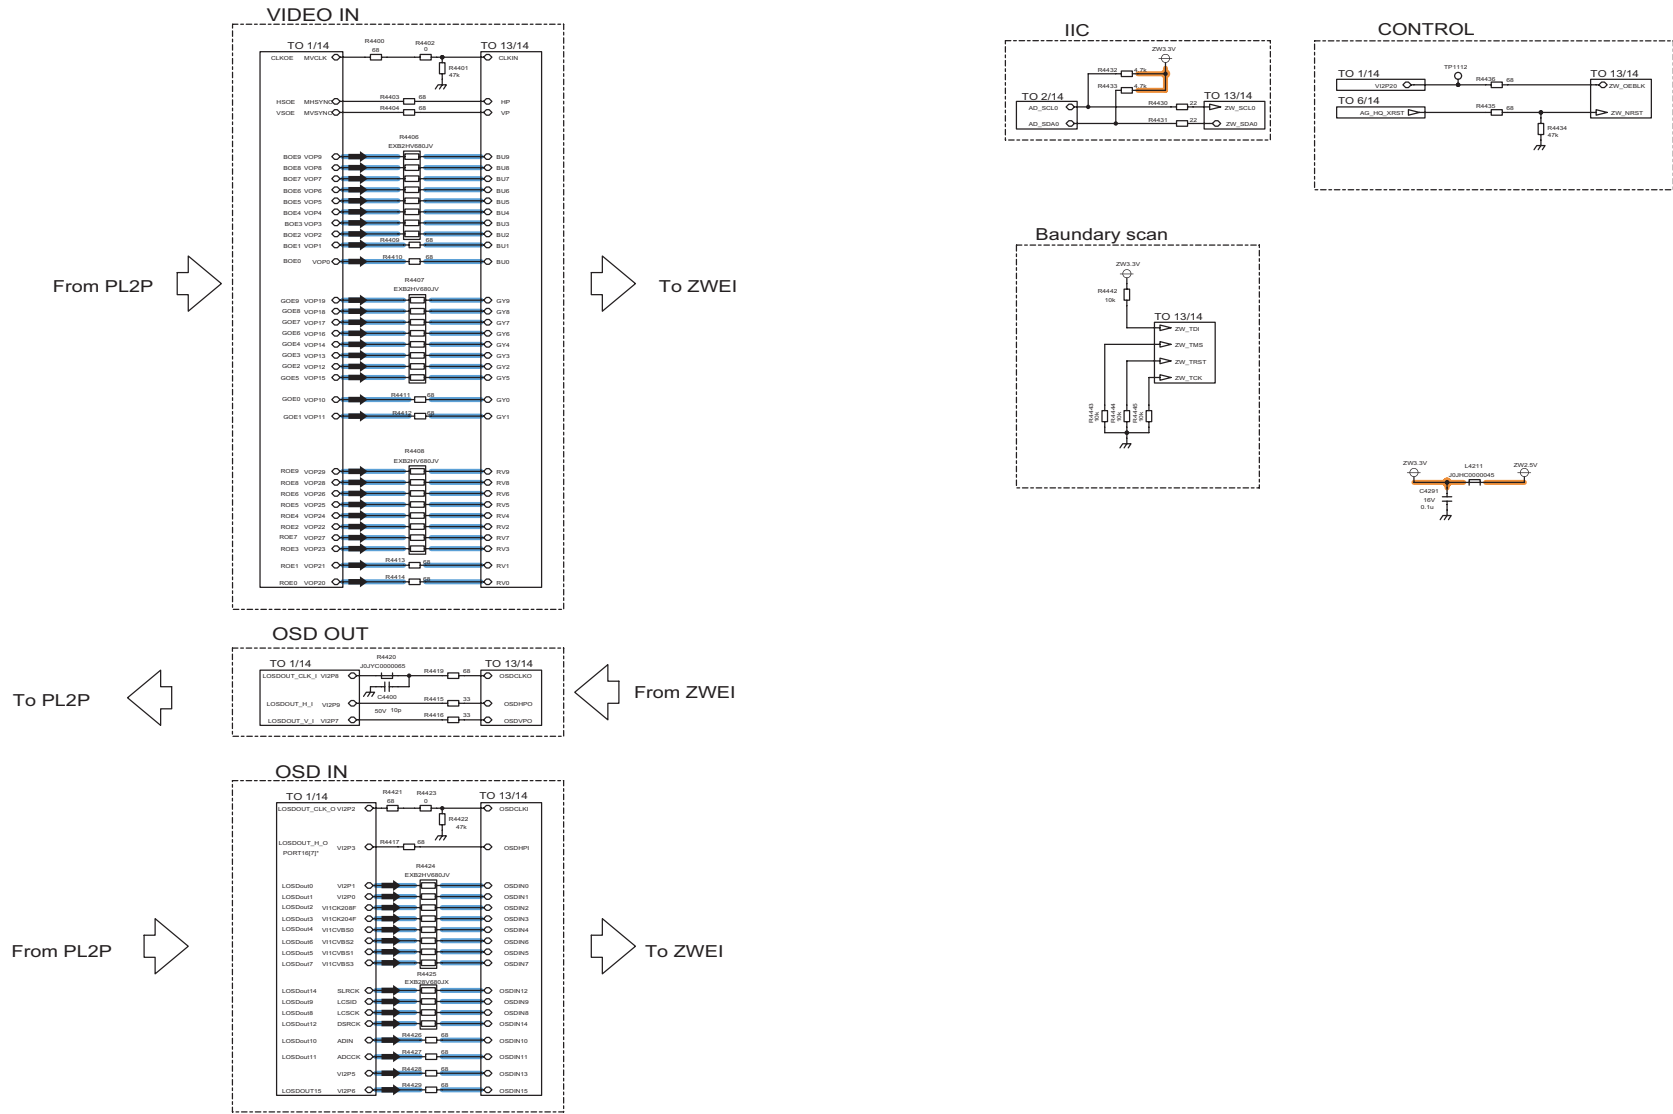 VIDEO IN
TO 1/14 R4400 68 R4402 0 TO 13/14
CLKOE MVCLK CLKIN
R4401
47k
HSOE MHSYNC R4403 68 HP
VSOE MVSYNC R4404 68 VP
R4406
EXB2HV680JV
BOE9 VOP9 BU9
BOE8 VOP8 BU8
BOE7 VOP7 BU7
BOE6 VOP6 BU6
BOE5 VOP5 BU5
BOE4 VOP4 BU4
BOE3 VOP3 BU3
BOE2 VOP2 BU2
BOE1 VOP1 R4409 68 BU1
BOE0 VOP0 R4410 68 BU0
R4407
EXB2HV680JV
GOE9 VOP19 GY9
GOE8 VOP18 GY8
GOE7 VOP17 GY7
GOE6 VOP16 GY6
GOE4 VOP14 GY4
GOE3 VOP13 GY3
GOE2 VOP12 GY2
GOE5 VOP15 GY5
GOE0 VOP10 R4411 68 GY0
GOE1 VOP11 R4412 68 GY1
R4408
EXB2HV680JV
ROE9 VOP29 RV9
ROE8 VOP28 RV8
ROE6 VOP26 RV6
ROE5 VOP25 RV5
ROE4 VOP24 RV4
ROE2 VOP22 RV2
ROE7 VOP27 RV7
ROE3 VOP23 RV3
ROE1 VOP21 R4413 68 RV1
ROE0 VOP20 R4414 68 RV0
From PL2P
To ZWEI
OSD OUT
TO 1/14 R4420 TO 13/14
J0JYC0000065
LOSDOUT_CLK_I VI2P8 R4419 68 OSDCLKO
C4400
50V 10p
LOSDOUT_H_I VI2P9 R4415 33 OSDHPO
LOSDOUT_V_I VI2P7 R4416 33 OSDVPO
To PL2P
From ZWEI
OSD IN
TO 1/14 R4421 68 R4423 0 TO 13/14
LOSDOUT_CLK_O VI2P2 OSDCLKI
R4422
47k
LOSDOUT_H_O
PORT16[7]* VI2P3 R4417 68 OSDHPI
R4424
EXB2HV680JV
LOSDout0 VI2P1 OSDIN0
LOSDout1 VI2P0 OSDIN1
LOSDout2 VI1CK208F OSDIN2
LOSDout3 VI1CK204F OSDIN3
LOSDout4 VI1CVBS0 OSDIN4
LOSDout6 VI1CVBS2 OSDIN6
LOSDout5 VI1CVBS1 OSDIN5
LOSDout7 VI1CVBS3 OSDIN7
R4425
EXB28V680JX
LOSDout14 SLRCK OSDIN12
LOSDout9 LCSID OSDIN9
LOSDout8 LCSCK OSDIN8
LOSDout12 DSRCK OSDIN14
LOSDout10 ADIN R4426 68 OSDIN10
LOSDout11 ADCCK R4427 68 OSDIN11
VI2P5 R4428 68 OSDIN13
LOSDOUT15 VI2P6 R4429 68 OSDIN15
From PL2P
To ZWEI
IIC
ZW3.3V
R4432 4.7k
R4433 4.7k
TO 2/14 TO 13/14
AD_SCL0 R4430 22 ZW_SCL0
AD_SDA0 R4431 22 ZW_SDA0
CONTROL
TO 1/14 TP1112 TO 13/14
VI2P20 R4436 68 ZW_OEBLK
TO 6/14
AG_HQ_XRST R4435 68 ZW_NRST
R4434
47k
Baundary scan
ZW3.3V
R4442
10k
TO 13/14
ZW_TDI
ZW_TMS
ZW_TRST
ZW_TCK
R4443
10k
R4444
10k
R4445
10k
ZW3.3V L4211 ZW2.5V
J0JHC0000045
C4291
16V
0.1u